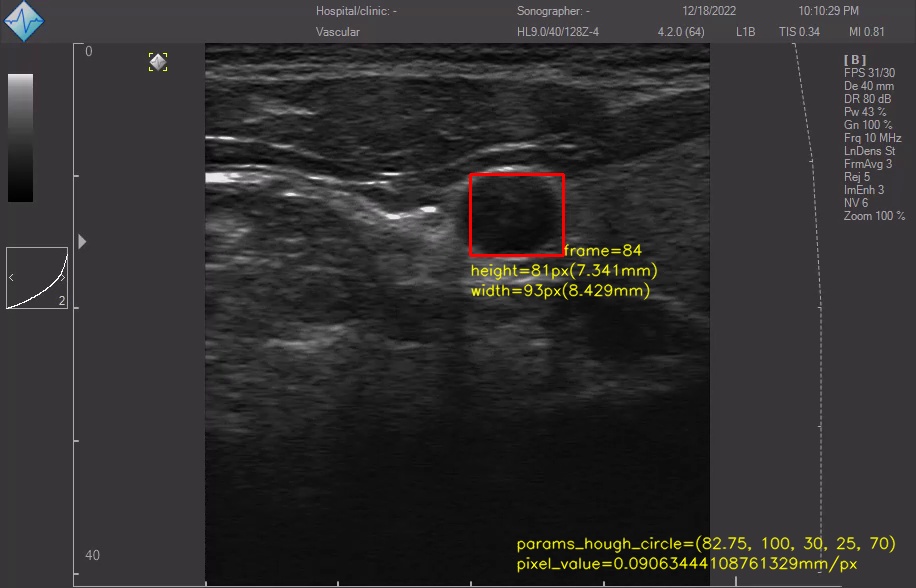 Hospital/clinic: - Sonographer: - 12/18/2022 10:10:29 PM
Vascular HL9.0/40/128Z-4 4.2.0 (64) L1B TIS 0.34 MI 0.81
0
[ B ]
FPS 31/30
De 40 mm
DR 80 dB
Pw 43 %
Gn 100 %
Frq 10 MHz
LnDens St
FrmAvg 3
Rej 5
ImEnh 3
NV 6
Zoom 100 %
frame=84
height=81px(7.341mm)
width=93px(8.429mm)
2
params_hough_circle=(82.75, 100, 30, 25, 70)
40
pixel_value=0.09063444108761329mm/px